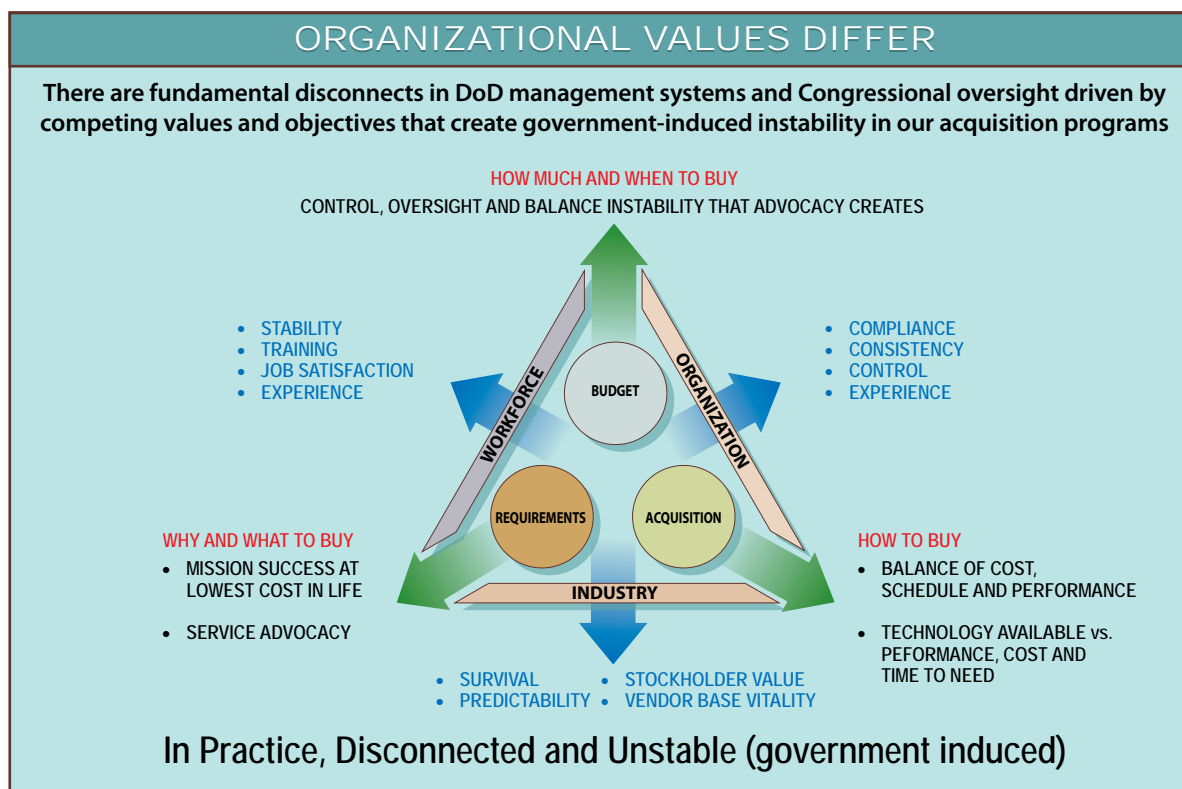 ORGANIZATIONAL VALUES DIFFER
There are fundamental disconnects in DoD management systems and Congressional oversight driven by
competing values and objectives that create government-induced instability in our acquisition programs
HOW MUCH AND WHEN TO BUY
CONTROL, OVERSIGHT AND BALANCE INSTABILITY THAT ADVOCACY CREATES
• STABILITY
• TRAINING
• JOB SATISFACTION
• EXPERIENCE
• COMPLIANCE
• CONSISTENCY
• CONTROL
• EXPERIENCE
WORKFORCE
BUDGET
ORGANIZATION
REQUIREMENTS
ACQUISITION
INDUSTRY
WHY AND WHAT TO BUY
• MISSION SUCCESS AT
LOWEST COST IN LIFE
• SERVICE ADVOCACY
HOW TO BUY
• BALANCE OF COST,
SCHEDULE AND PERFORMANCE
• TECHNOLOGY AVAILABLE vs.
PEFORMANCE, COST AND
TIME TO NEED
• SURVIVAL
• PREDICTABILITY
• STOCKHOLDER VALUE
• VENDOR BASE VITALITY
In Practice, Disconnected and Unstable (government induced)